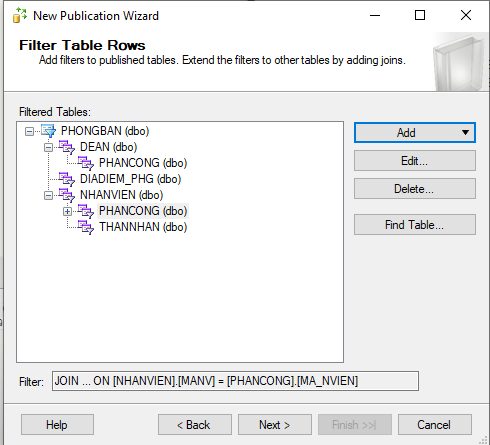 New Publication Wizard
Filter Table Rows
Add filters to published tables. Extend the filters to other tables by adding joins.
Filtered Tables:
PHONGBAN (dbo)
DEAN (dbo)
PHANCONG (dbo)
DIADIEM_PHG (dbo)
NHANVIEN (dbo)
PHANCONG (dbo)
THANNHAN (dbo)
Add
Edit...
Delete...
Find Table...
Filter: JOIN ... ON [NHANVIEN].[MANV] = [PHANCONG].[MA_NVIEN]
Help < Back Next > Finish >>| Cancel